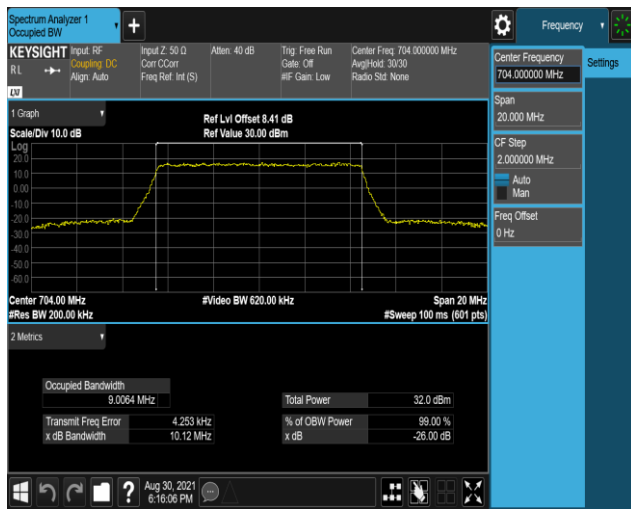 Spectrum Analyzer 1
Occupied BW
+
Frequency
KEYSIGHT
RL
LXI
Input: RF
Coupling: DC
Align: Auto
Input Z: 50 Ω
Corr CCorr
Freq Ref: Int (S)
Atten: 40 dB
Trig: Free Run
Gate: Off
#IF Gain: Low
Center Freq: 704.000000 MHz
Avg|Hold: 30/30
Radio Std: None
Center Frequency
704.000000 MHz
Settings
Span
20.000 MHz
CF Step
2.000000 MHz
Auto
Man
Freq Offset
0 Hz
1 Graph
Scale/Div 10.0 dB
Ref Lvl Offset 8.41 dB
Ref Value 30.00 dBm
Log
20.0
10.0
0.00
-10.0
-20.0
-30.0
-40.0
-50.0
-60.0
Center 704.00 MHz
#Video BW 620.00 kHz
Span 20 MHz
#Res BW 200.00 kHz
#Sweep 100 ms (601 pts)
2 Metrics
Occupied Bandwidth
9.0064 MHz
Total Power 32.0 dBm
Transmit Freq Error 4.253 kHz
% of OBW Power 99.00 %
x dB Bandwidth 10.12 MHz
x dB -26.00 dB
?
Aug 30, 2021
6:16:06 PM